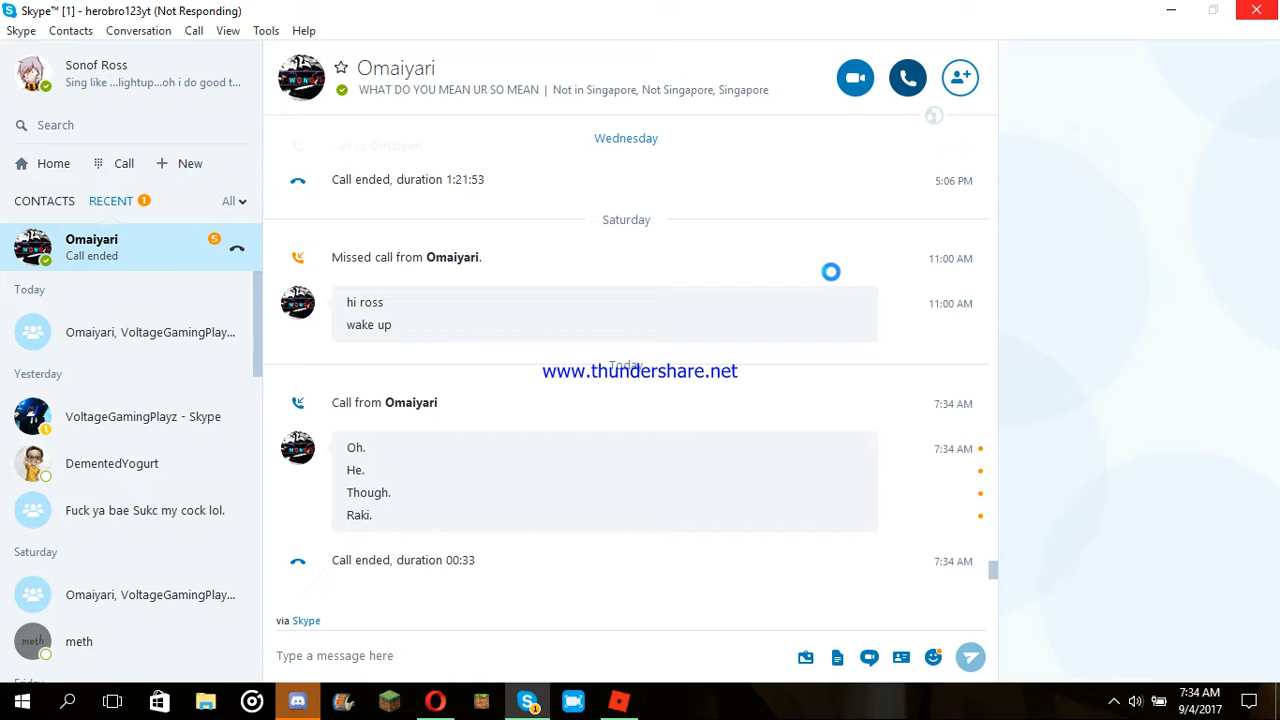 Skype™ [1] - herobro123yt (Not Responding)
Skype Contacts Conversation Call View Tools Help
Sonof Ross
Sing like ...lightup...oh i do good t...
Search
Home Call New
CONTACTS RECENT 1 All
Omaiyari 5
Call ended
Today
Omaiyari, VoltageGamingPlay...
Yesterday
VoltageGamingPlayz - Skype
DementedYogurt
Fuck ya bae Sukc my cock lol.
Saturday
Omaiyari, VoltageGamingPlay...
meth
meth
Omaiyari
WHAT DO YOU MEAN UR SO MEAN | Not in Singapore, Not Singapore, Singapore
Wednesday
Call to Omaiyari
Call ended, duration 1:21:53 5:06 PM
Saturday
Missed call from Omaiyari. 11:00 AM
hi ross 11:00 AM
wake up
Today
www.thundershare.net
Call from Omaiyari 7:34 AM
Oh. 7:34 AM
He.
Though.
Raki.
Call ended, duration 00:33 7:34 AM
via Skype
Type a message here
7:34 AM
9/4/2017